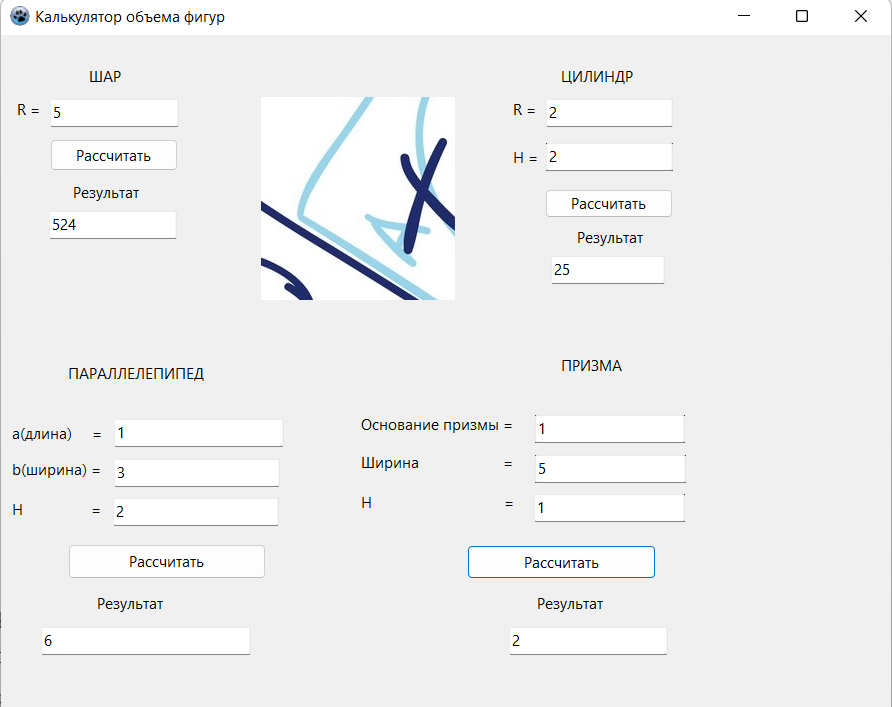 Калькулятор объема фигур
ШАР
R = 5
Рассчитать
Результат
524
ЦИЛИНДР
R = 2
H = 2
Рассчитать
Результат
25
ПАРАЛЛЕЛЕПИПЕД
a(длина) = 1
b(ширина) = 3
H = 2
Рассчитать
Результат
6
ПРИЗМА
Основание призмы = 1
Ширина = 5
H = 1
Рассчитать
Результат
2